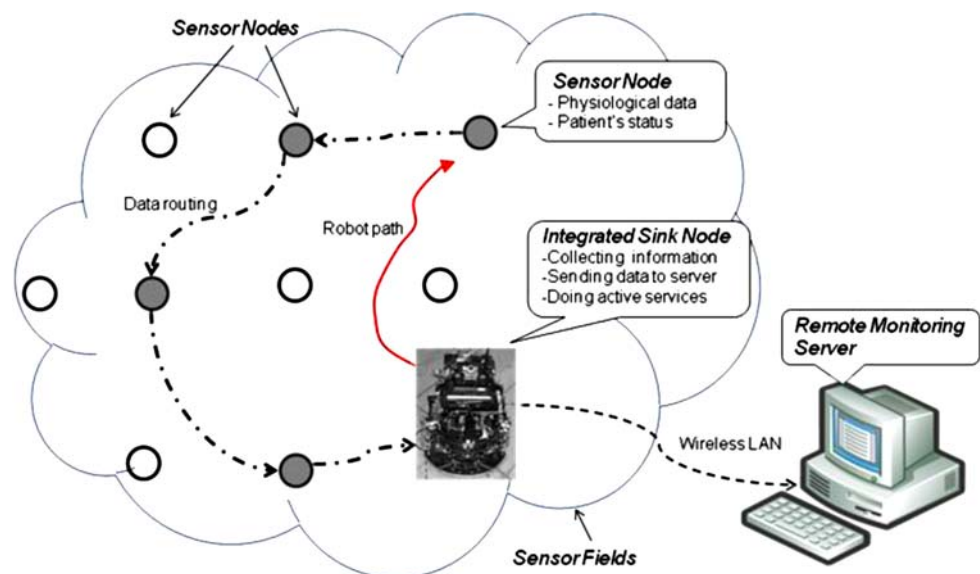 Sensor Nodes
Sensor Node
- Physiological data
- Patient's status
Data routing
Robot path
Integrated Sink Node
-Collecting information
-Sending data to server
-Doing active services
Remote Monitoring
Server
Wireless LAN
Sensor Fields